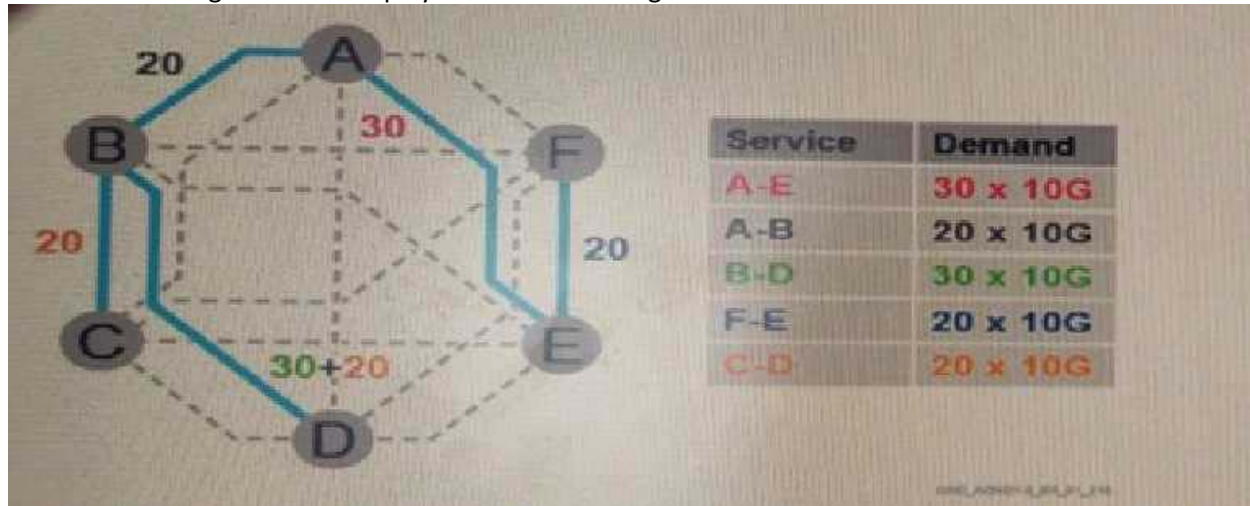 A
20
30
B
F
20
20
C
E
30+20
D
Service Demand
A-E 30 x 10G
A-B 20 x 10G
B-D 30 x 10G
F-E 20 x 10G
C-D 20 x 10G